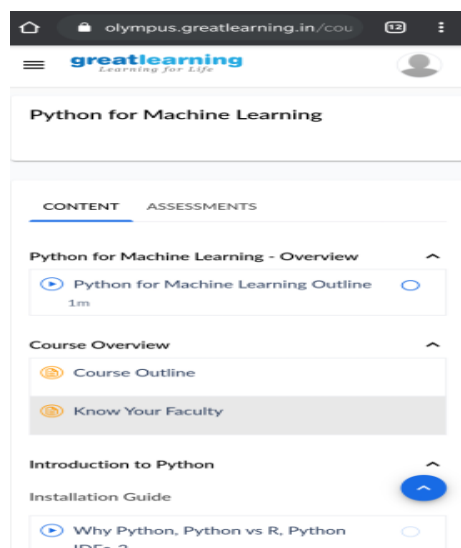 olympus.greatlearning.in/cou
12
greatlearning
Learning for Life
Python for Machine Learning
CONTENT ASSESSMENTS
Python for Machine Learning - Overview
Python for Machine Learning Outline
1m
Course Overview
Course Outline
Know Your Faculty
Introduction to Python
Installation Guide
Why Python, Python vs R, Python